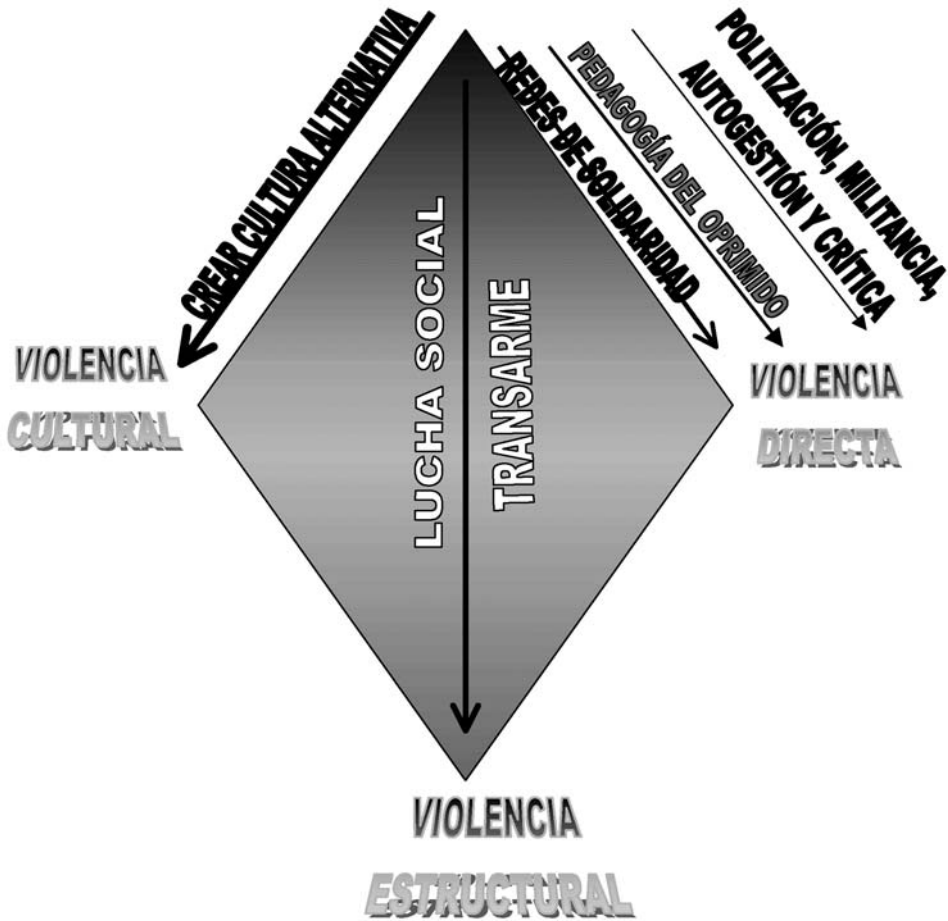 CREAR CULTURA ALTERNATIVA
REDES DE SOLIDARIDAD
PEDAGOGÍA DEL OPRIMIDO
POLITIZACIÓN, MILITANCIA,
AUTOGESTIÓN Y CRÍTICA
LUCHA SOCIAL
TRANSARME
VIOLENCIA
CULTURAL
VIOLENCIA
DIRECTA
VIOLENCIA
ESTRUCTURAL